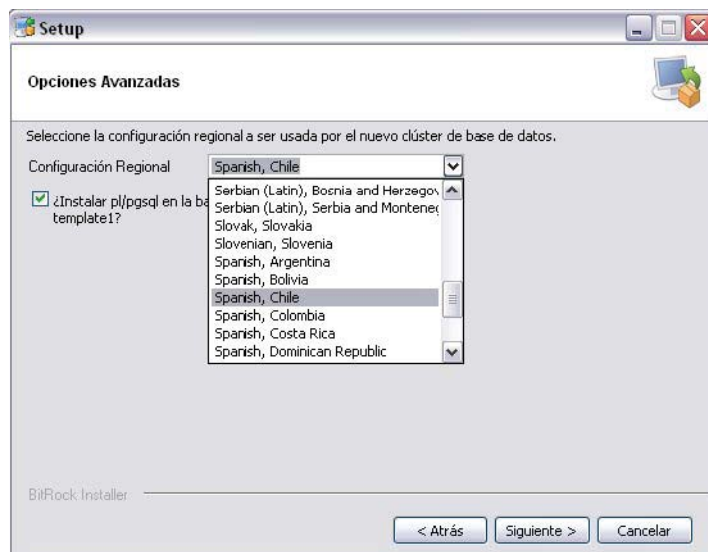 Setup
Opciones Avanzadas
Seleccione la configuración regional a ser usada por el nuevo clúster de base de datos.
Configuración Regional
Spanish, Chile
¿Instalar pl/pgsql en la
template1?
Serbian (Latin), Bosnia and
Serbian (Latin), Serbia and
Slovak, Slovakia
Slovenian, Slovenia
Spanish, Argentina
Spanish, Bolivia
Spanish, Chile
Spanish, Colombia
Spanish, Costa Rica
Spanish, Dominican Republic
BitRock Installer
< Atrás
Siguiente >
Cancelar